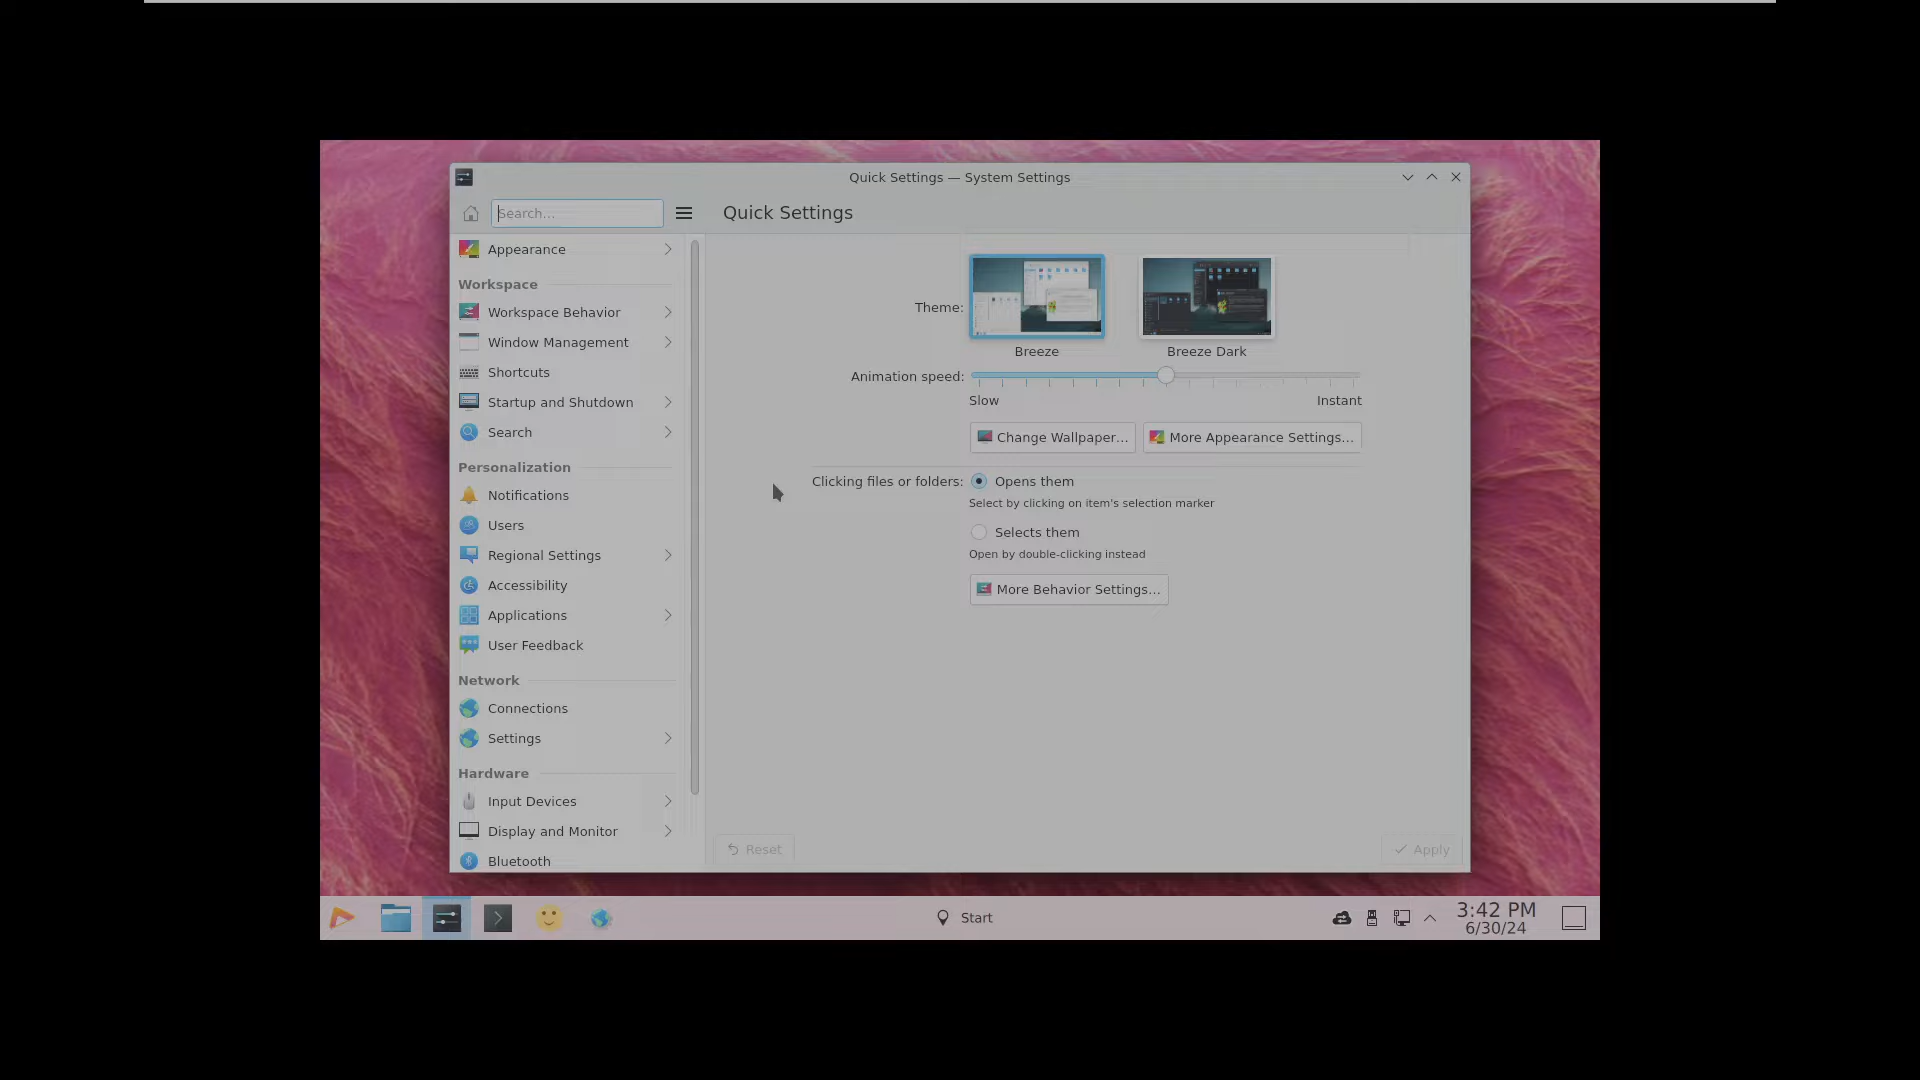 Quick Settings — System Settings
Search...
Quick Settings
Appearance
Workspace
Workspace Behavior
Window Management
Shortcuts
Startup and Shutdown
Search
Personalization
Notifications
Users
Regional Settings
Accessibility
Applications
User Feedback
Network
Connections
Settings
Hardware
Input Devices
Display and Monitor
Bluetooth
Theme:
Breeze
Breeze Dark
Animation speed:
Slow
Instant
Change Wallpaper...
More Appearance Settings...
Clicking files or folders:
Opens them
Select by clicking on item's selection marker
Selects them
Open by double-clicking instead
More Behavior Settings...
Reset
Apply
Start
3:42 PM
6/30/24